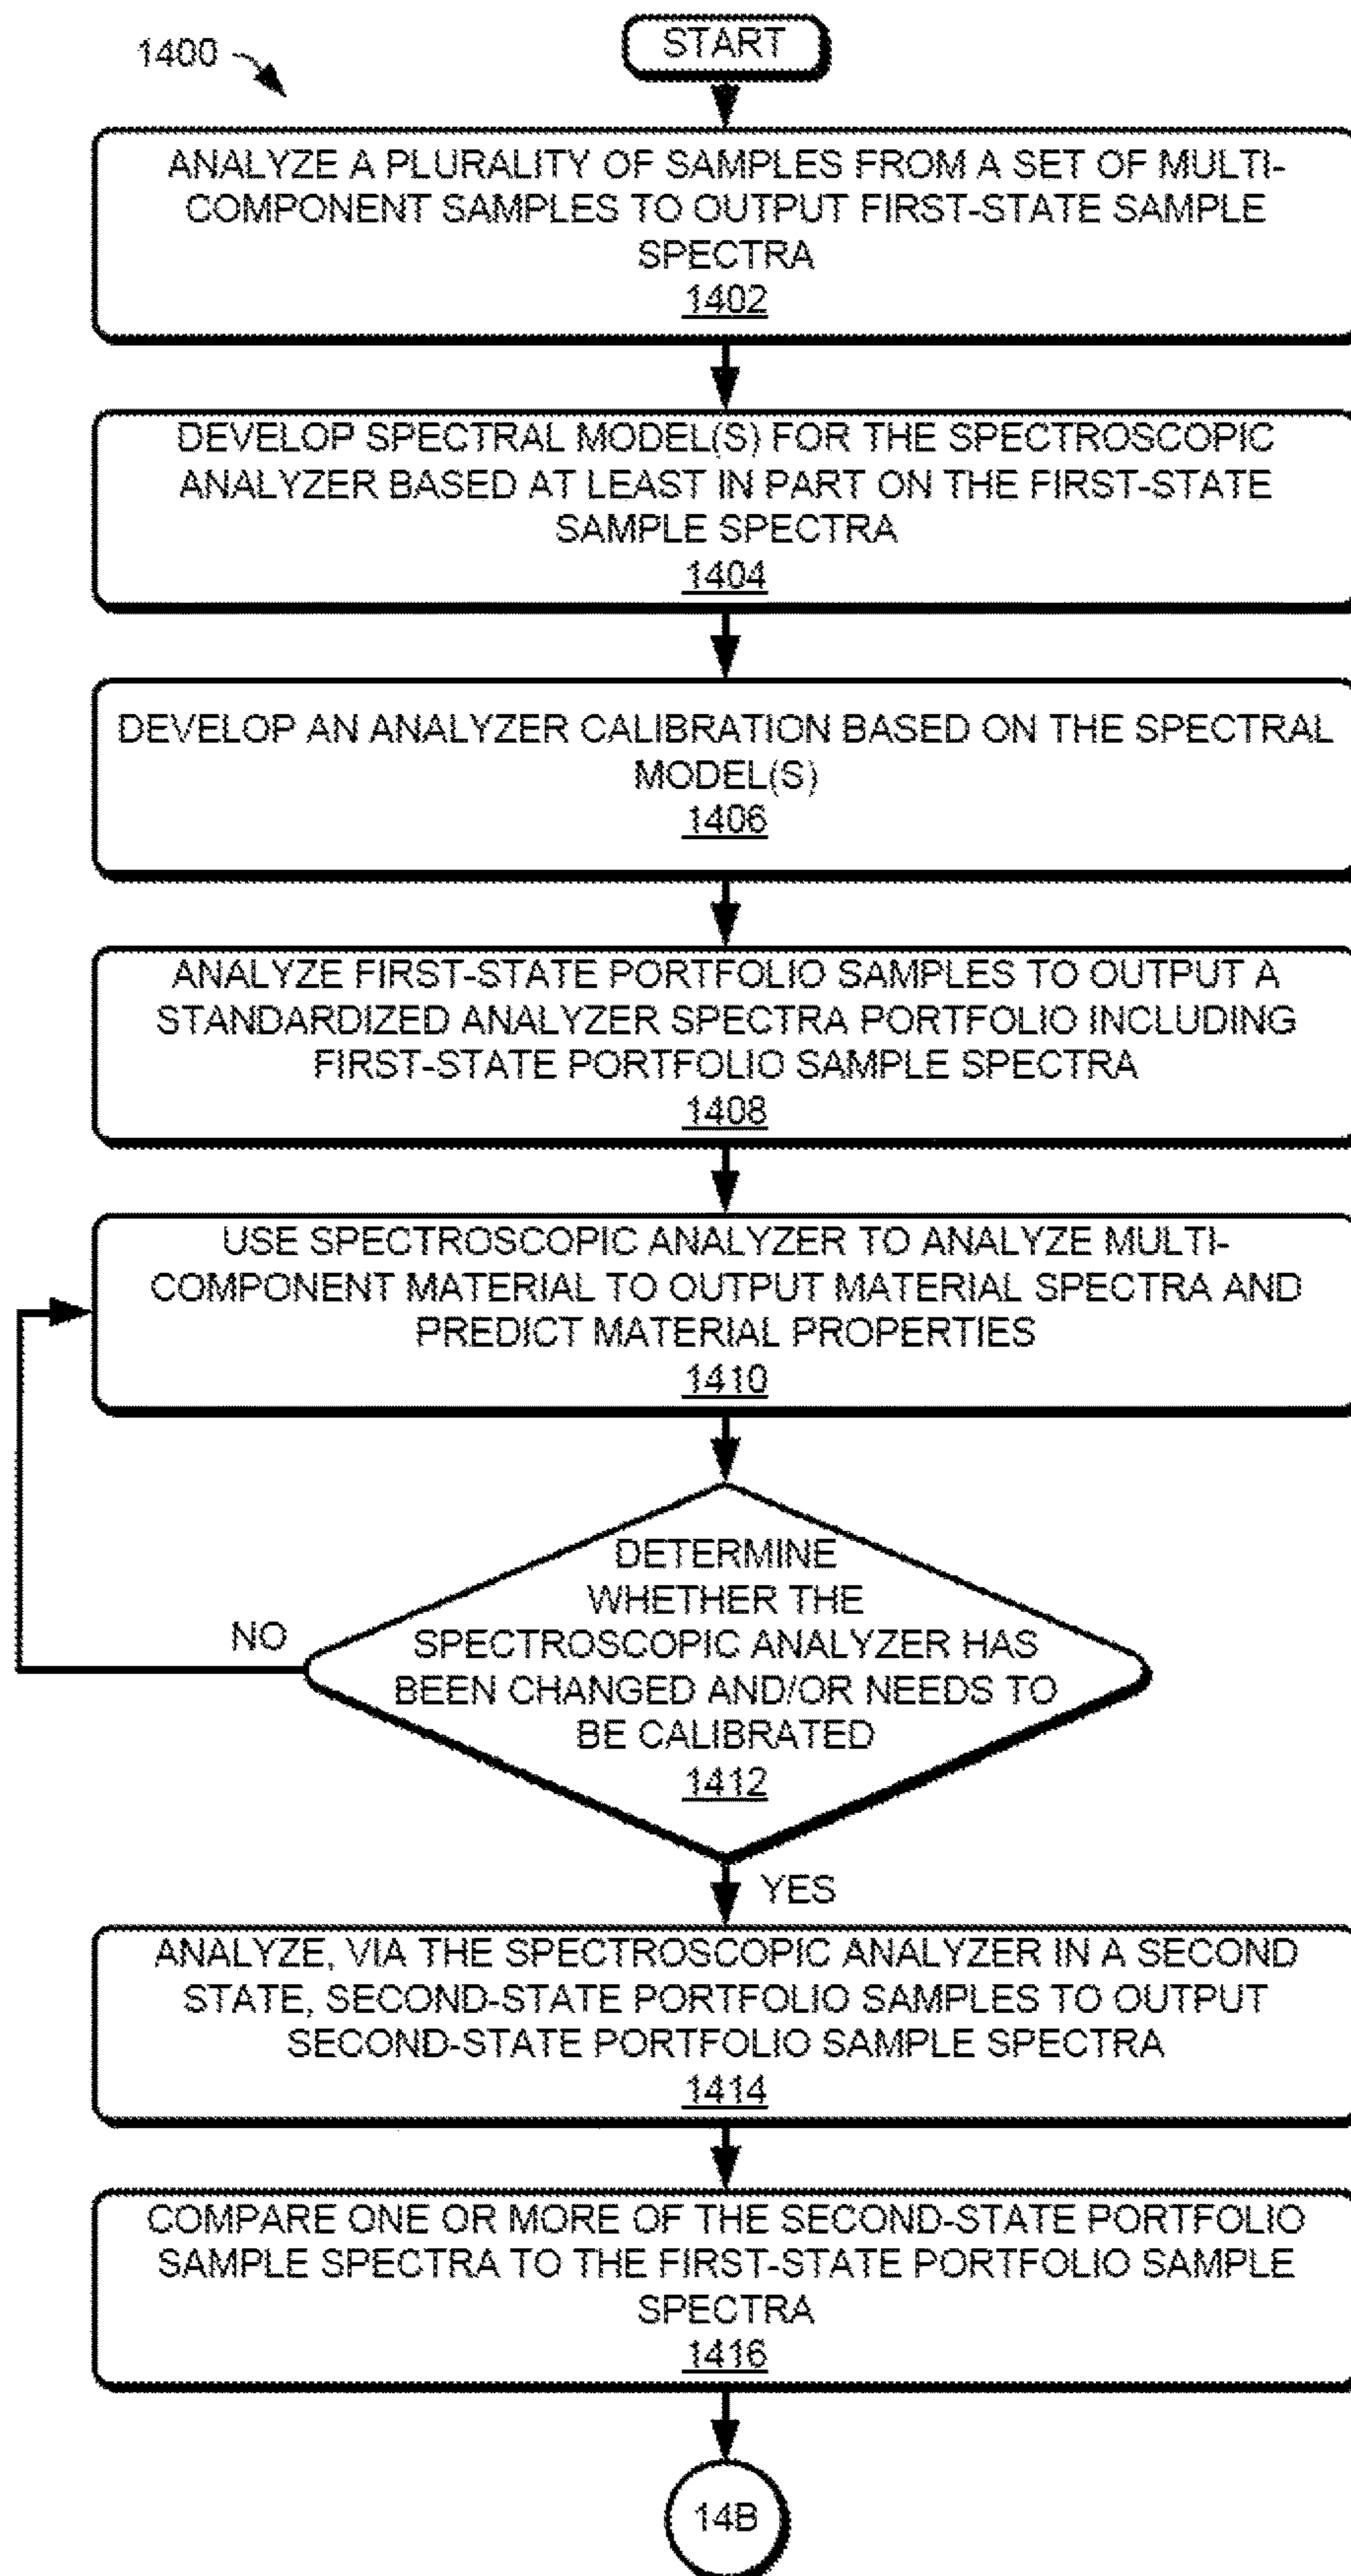 1400
START
ANALYZE A PLURALITY OF SAMPLES FROM A SET OF MULTI-
COMPONENT SAMPLES TO OUTPUT FIRST-STATE SAMPLE
SPECTRA
1402
DEVELOP SPECTRAL MODEL(S) FOR THE SPECTROSCOPIC
ANALYZER BASED AT LEAST IN PART ON THE FIRST-STATE
SAMPLE SPECTRA
1404
DEVELOP AN ANALYZER CALIBRATION BASED ON THE SPECTRAL
MODEL(S)
1406
ANALYZE FIRST-STATE PORTFOLIO SAMPLES TO OUTPUT A
STANDARDIZED ANALYZER SPECTRA PORTFOLIO INCLUDING
FIRST-STATE PORTFOLIO SAMPLE SPECTRA
1408
USE SPECTROSCOPIC ANALYZER TO ANALYZE MULTI-
COMPONENT MATERIAL TO OUTPUT MATERIAL SPECTRA AND
PREDICT MATERIAL PROPERTIES
1410
DETERMINE
WHETHER THE
SPECTROSCOPIC ANALYZER HAS
BEEN CHANGED AND/OR NEEDS TO
BE CALIBRATED
1412
NO
YES
ANALYZE, VIA THE SPECTROSCOPIC ANALYZER IN A SECOND
STATE, SECOND-STATE PORTFOLIO SAMPLES TO OUTPUT
SECOND-STATE PORTFOLIO SAMPLE SPECTRA
1414
COMPARE ONE OR MORE OF THE SECOND-STATE PORTFOLIO
SAMPLE SPECTRA TO THE FIRST-STATE PORTFOLIO SAMPLE
SPECTRA
1416
14B